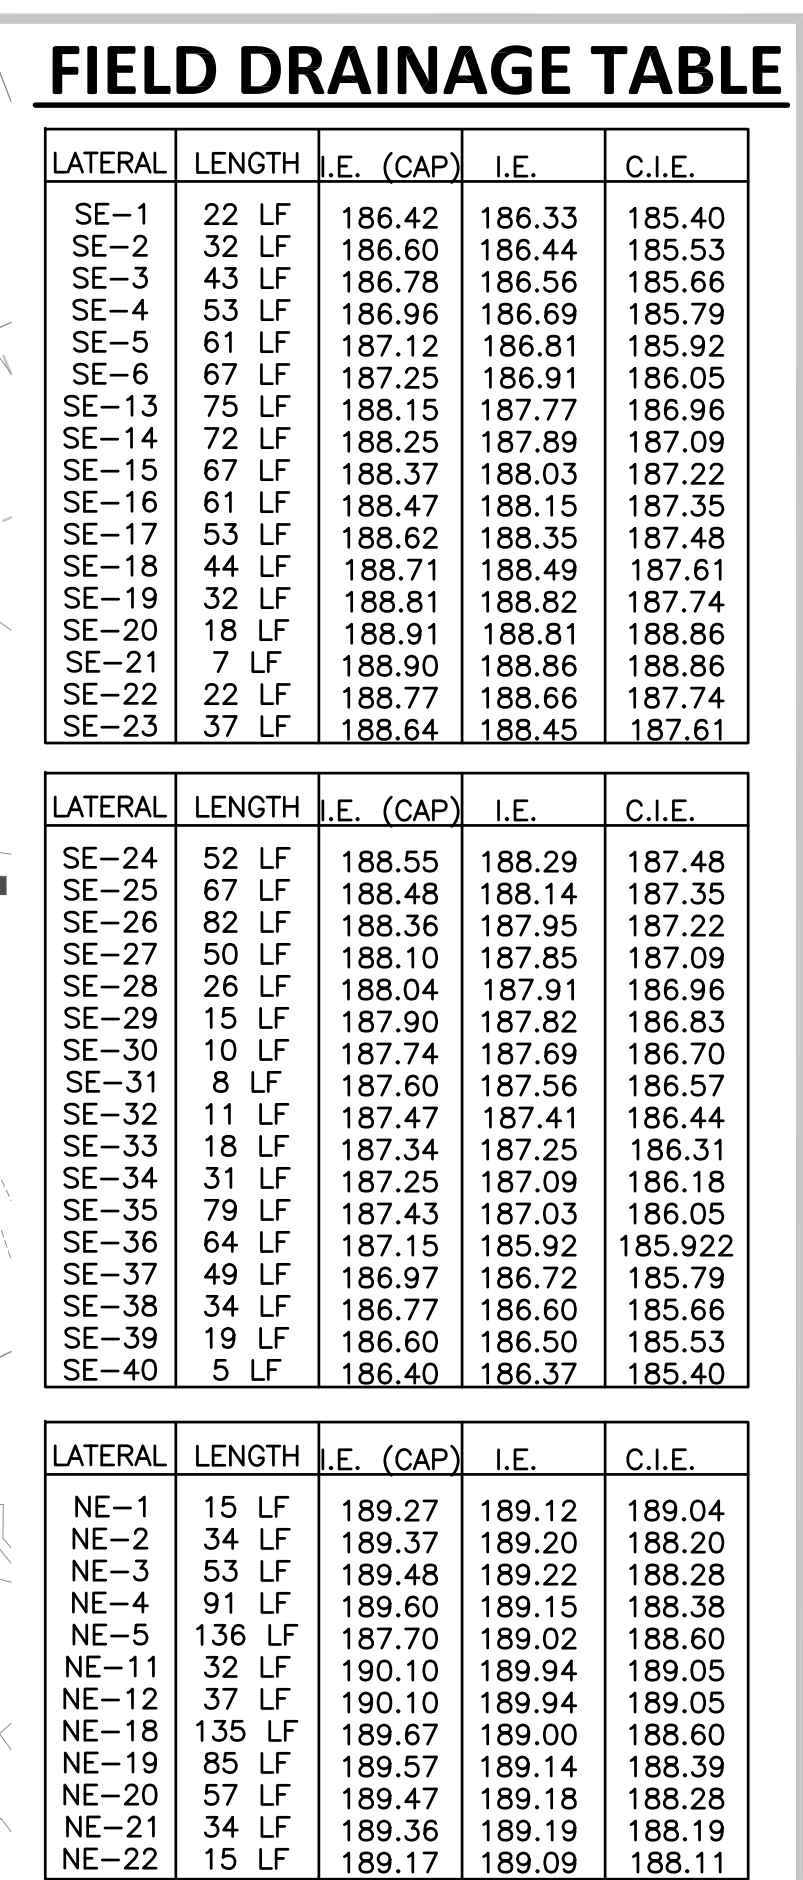 FIELD DRAINAGE TABLE
LATERAL LENGTH I.E. (CAP) I.E. C.I.E.
SE-1 22 LF 186.42 186.33 185.40
SE-2 32 LF 186.60 186.44 185.53
SE-3 43 LF 186.78 186.56 185.66
SE-4 53 LF 186.96 186.69 185.79
SE-5 61 LF 187.12 186.81 185.92
SE-6 67 LF 187.25 186.91 186.05
SE-13 75 LF 188.15 187.77 186.96
SE-14 72 LF 188.25 187.89 187.09
SE-15 67 LF 188.37 188.03 187.22
SE-16 61 LF 188.47 188.15 187.35
SE-17 53 LF 188.62 188.35 187.48
SE-18 44 LF 188.71 188.49 187.61
SE-19 32 LF 188.81 188.82 187.74
SE-20 18 LF 188.91 188.81 188.86
SE-21 7 LF 188.90 188.86 188.86
SE-22 22 LF 188.77 188.66 187.74
SE-23 37 LF 188.64 188.45 187.61
LATERAL LENGTH I.E. (CAP) I.E. C.I.E.
SE-24 52 LF 188.55 188.29 187.48
SE-25 67 LF 188.48 188.14 187.35
SE-26 82 LF 188.36 187.95 187.22
SE-27 50 LF 188.10 187.85 187.09
SE-28 26 LF 188.04 187.91 186.96
SE-29 15 LF 187.90 187.82 186.83
SE-30 10 LF 187.74 187.69 186.70
SE-31 8 LF 187.60 187.56 186.57
SE-32 11 LF 187.47 187.41 186.44
SE-33 18 LF 187.34 187.25 186.31
SE-34 31 LF 187.25 187.09 186.18
SE-35 79 LF 187.43 187.03 186.05
SE-36 64 LF 187.15 185.92 185.922
SE-37 49 LF 186.97 186.72 185.79
SE-38 34 LF 186.77 186.60 185.66
SE-39 19 LF 186.60 186.50 185.53
SE-40 5 LF 186.40 186.37 185.40
LATERAL LENGTH I.E. (CAP) I.E. C.I.E.
NE-1 15 LF 189.27 189.12 189.04
NE-2 34 LF 189.37 189.20 188.20
NE-3 53 LF 189.48 189.22 188.28
NE-4 91 LF 189.60 189.15 188.38
NE-5 136 LF 187.70 189.02 188.60
NE-11 32 LF 190.10 189.94 189.05
NE-12 37 LF 190.10 189.94 189.05
NE-18 135 LF 189.67 189.00 188.60
NE-19 85 LF 189.57 189.14 188.39
NE-20 57 LF 189.47 189.18 188.28
NE-21 34 LF 189.36 189.19 188.19
NE-22 15 LF 189.17 189.09 188.11